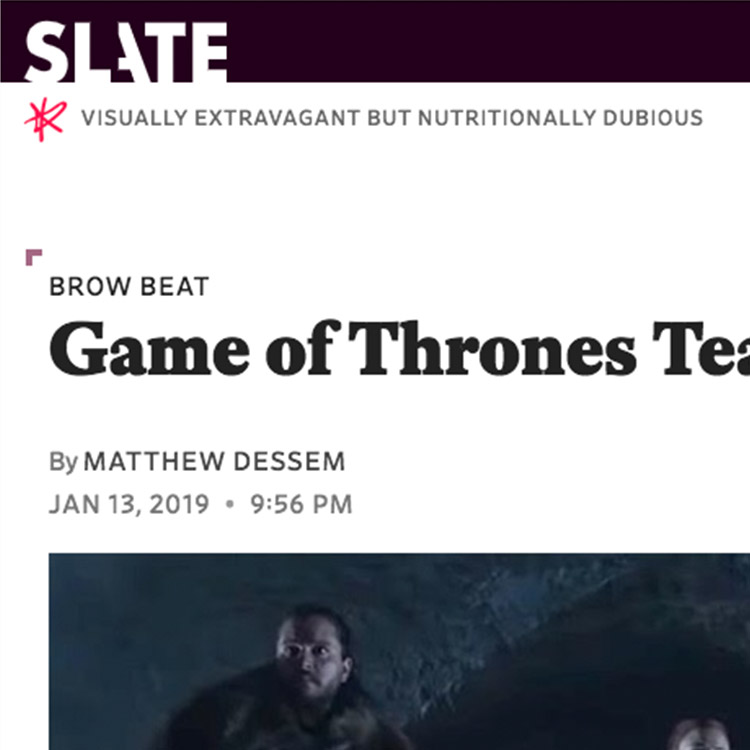 SLATE
VISUALLY EXTRAVAGANT BUT NUTRITIONALLY DUBIOUS
BROW BEAT
Game of Thrones Tea
By MATTHEW DESSEM
JAN 13, 2019 • 9:56 PM